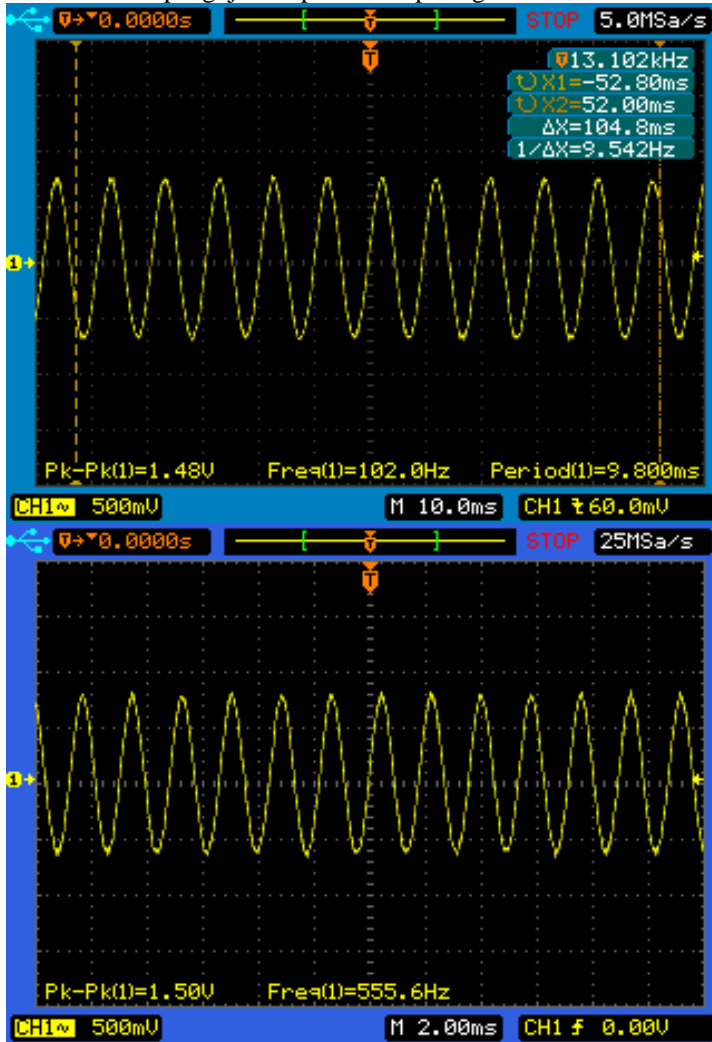 0.0000s STOP 5.0MSa/s
T
13.102kHz
X1=-52.80ms
X2=52.00ms
ΔX=104.8ms
1/ΔX=9.542Hz
1
Pk-Pk(1)=1.48V Freq(1)=102.0Hz Period(1)=9.800ms
CH1 500mV M 10.0ms CH1 60.0mV
0.0000s STOP 25MSa/s
T
1
Pk-Pk(1)=1.50V Freq(1)=555.6Hz
CH1 500mV M 2.00ms CH1 0.00V